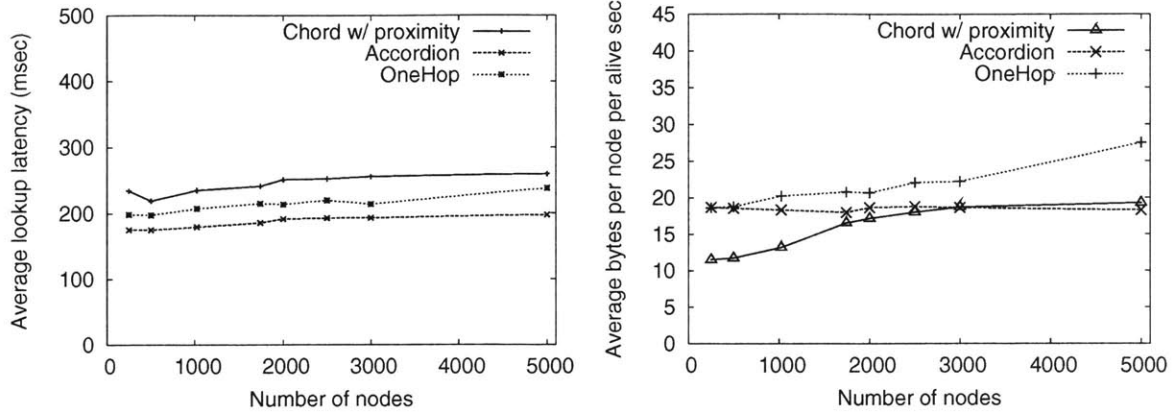 500
400
300
200
100
0
0 1000 2000 3000 4000 5000
Average lookup latency (msec)
Number of nodes
Chord w/ proximity
Accordion
OneHop
45
40
35
30
25
20
15
10
5
0
0 1000 2000 3000 4000 5000
Average bytes per node per alive sec
Number of nodes
Chord w/ proximity
Accordion
OneHop